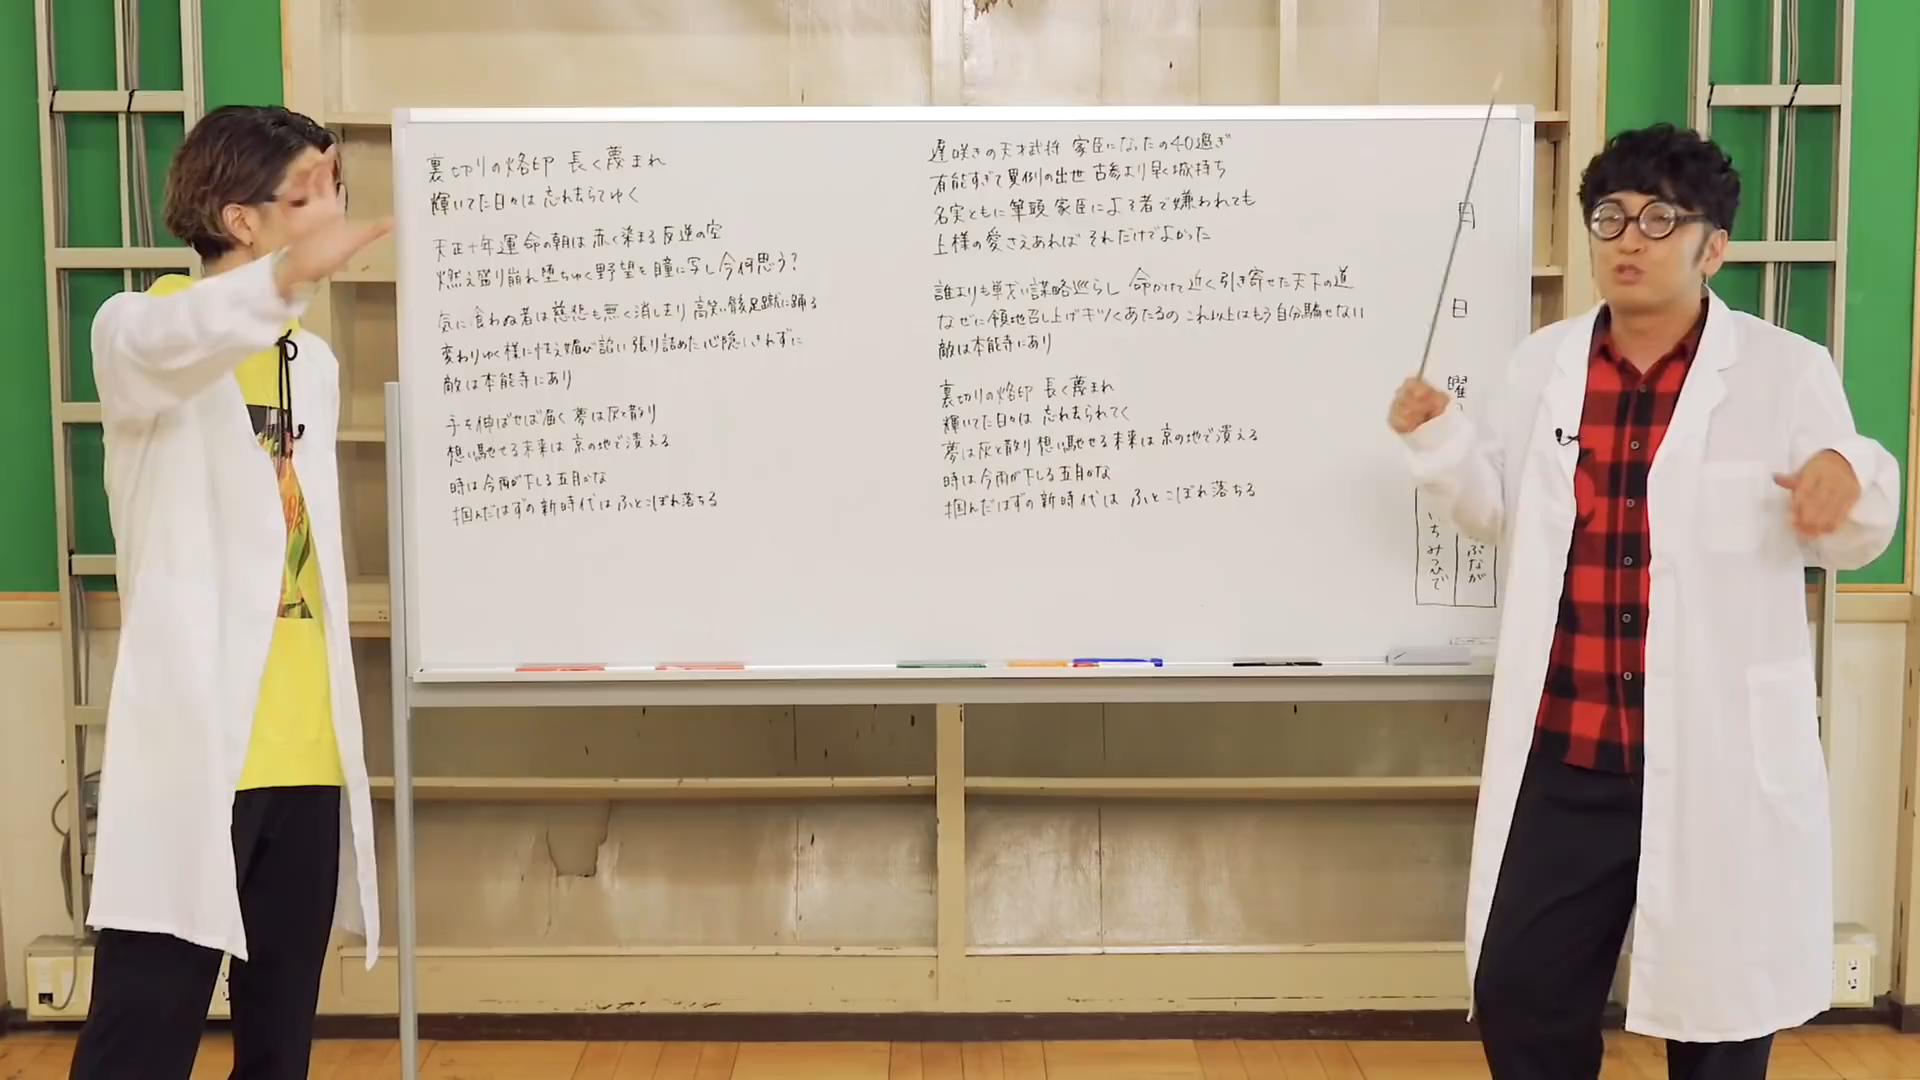 裏切りの烙印 長く蔑まれ
輝いてた日々は 忘れ去らてゆく
天正十年運命の朝は 赤く染まる 反逆の空
燃え盛り崩れ堕ちゆく野望を 瞳に写し今何思う?
気に食わぬ者は慈悲も無く消しまり 高笑い骸足蹴に踊る
変わりゆく様に怯え媚び諂い 張り詰めた心隠しきれずに
敵は本能寺にあり
手を伸ばせば届く 夢は灰と散り
想い馳せる未来は 京の地で潰える
時は今雨が下しる五月かな
掴んだはずの新時代は ふとこぼれ落ちる
遅咲きの天才武将 家臣になったの40過ぎ
有能すぎて異例の出世 古参より早く城持ち
名実ともに筆頭家臣によそ者で嫌われても
上様の愛さえあれば それだけでよかった
誰よりも戦い謀略巡らし 命かけて近く引き寄せた天下の道
なぜに領地召し上げキツくあたるの これ以上はもう自分騙せない
敵は本能寺にあり
裏切りの烙印 長く蔑まれ
輝いてた日々は 忘れ去られてく
夢は灰と散り 想い馳せる未来は 京の地で潰える
時は今雨が下しる五月かな
掴んだはずの新時代は ふとこぼれ落ちる
月
日
曜
ぶなが
いちみつひで